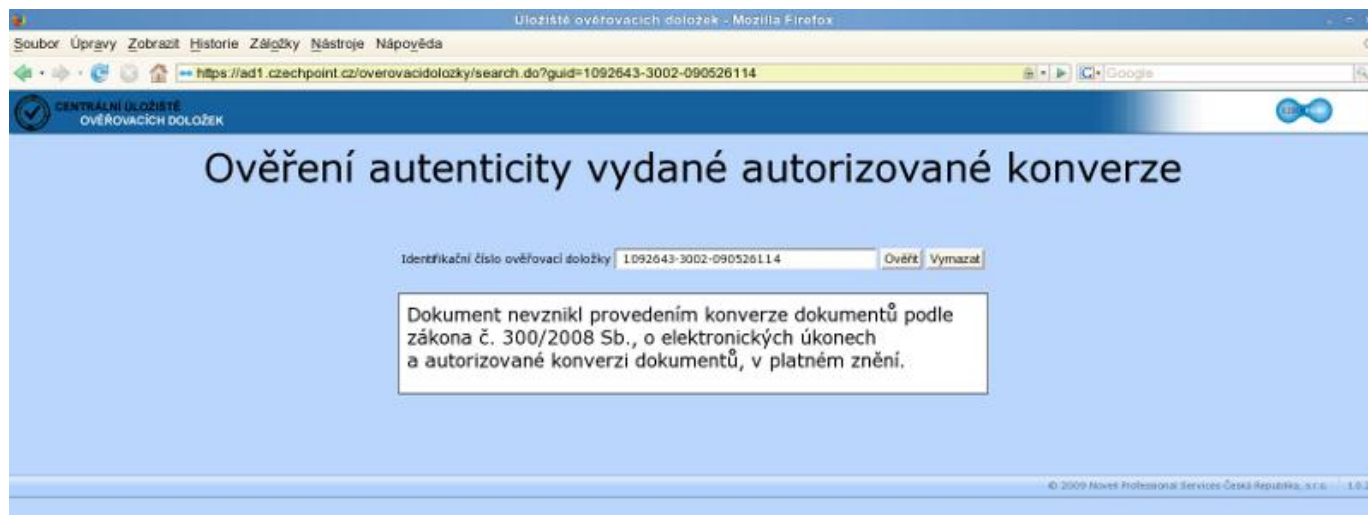 Uložiště ověřovacích doložek - Mozilla Firefox
Soubor Úpravy Zobrazit Historie Záložky Nástroje Nápověda
https://ad1.czechpoint.cz/overovacidolozky/search.do?guid=1092643-3002-090526114
Google
CENTRÁLNÍ ÚLOŽIŠTĚ
OVĚŘOVACÍCH DOLOŽEK
Ověření autenticity vydané autorizované konverze
Identifikační číslo ověřovací doložky 1092643-3002-090526114 Ověřit Vymazat
Dokument nevznikl provedením konverze dokumentů podle
zákona č. 300/2008 Sb., o elektronických úkonech
a autorizované konverzi dokumentů, v platném znění.
© 2009 Novell Professional Services Česká Republika, s.r.o.